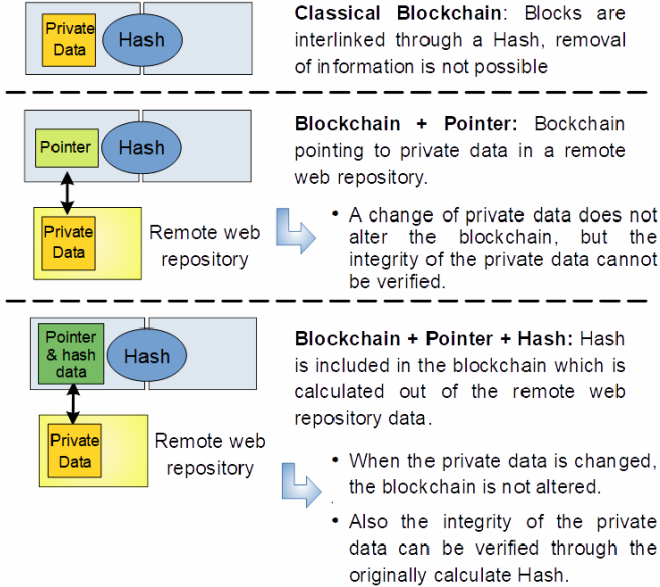 Private
Data
Hash
Classical Blockchain: Blocks are
interlinked through a Hash, removal
of information is not possible
Pointer
Hash
Private
Data
Remote web
repository
Blockchain + Pointer: Bockchain
pointing to private data in a remote
web repository.
• A change of private data does not
alter the blockchain, but the
integrity of the private data cannot
be verified.
Pointer
& hash
data
Hash
Private
Data
Remote web
repository
Blockchain + Pointer + Hash: Hash
is included in the blockchain which is
calculated out of the remote web
repository data.
• When the private data is changed,
the blockchain is not altered.
• Also the integrity of the private
data can be verified through the
originally calculate Hash.